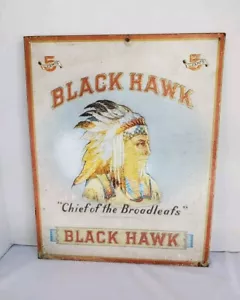 5 5
BLACK HAWK
"Chief of the Broadleafs"
BLACK HAWK